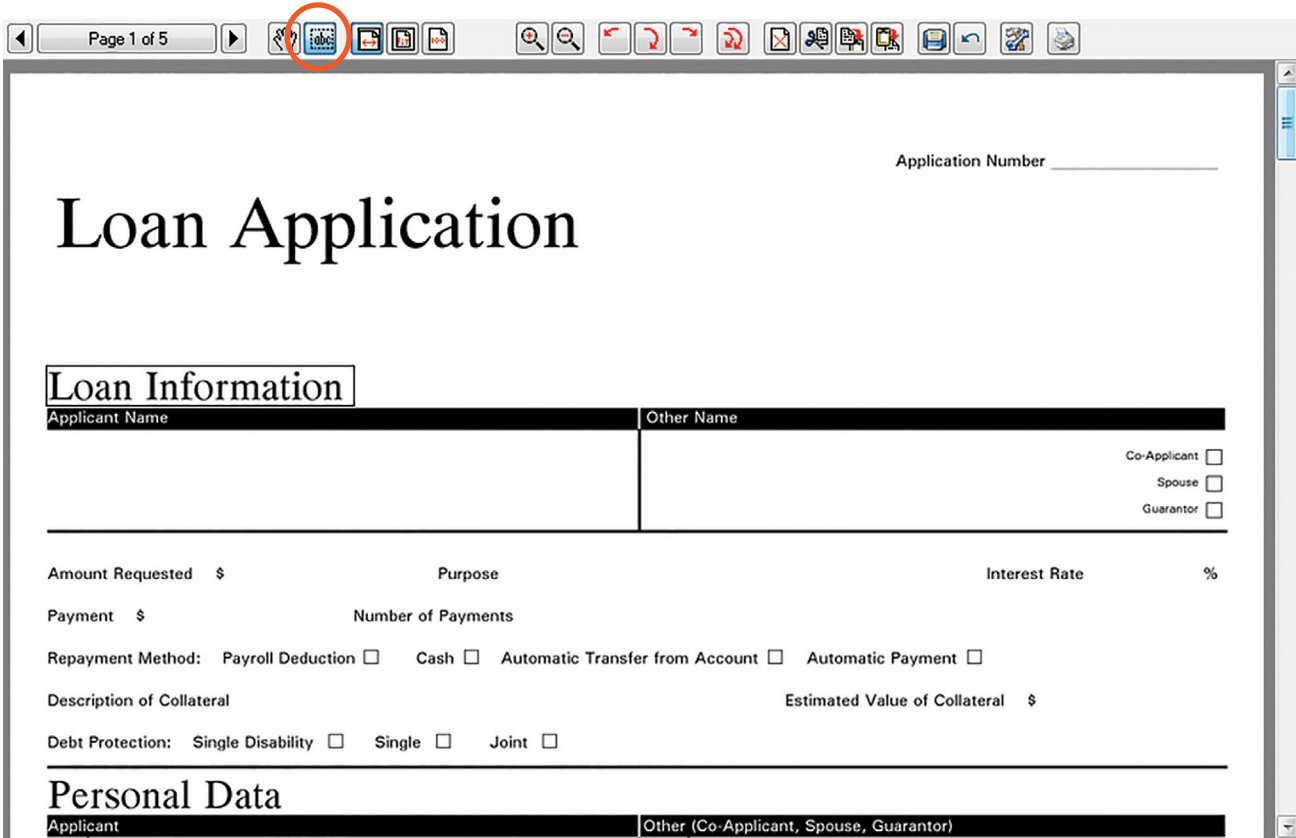 Page 1 of 5 abc
Application Number
Loan Application
Loan Information
Applicant Name Other Name
Co-Applicant
Spouse
Guarantor
Amount Requested $ Purpose Interest Rate %
Payment $ Number of Payments
Repayment Method: Payroll Deduction Cash Automatic Transfer from Account Automatic Payment
Description of Collateral Estimated Value of Collateral $
Debt Protection: Single Disability Single Joint
Personal Data
Applicant Other (Co-Applicant, Spouse, Guarantor)